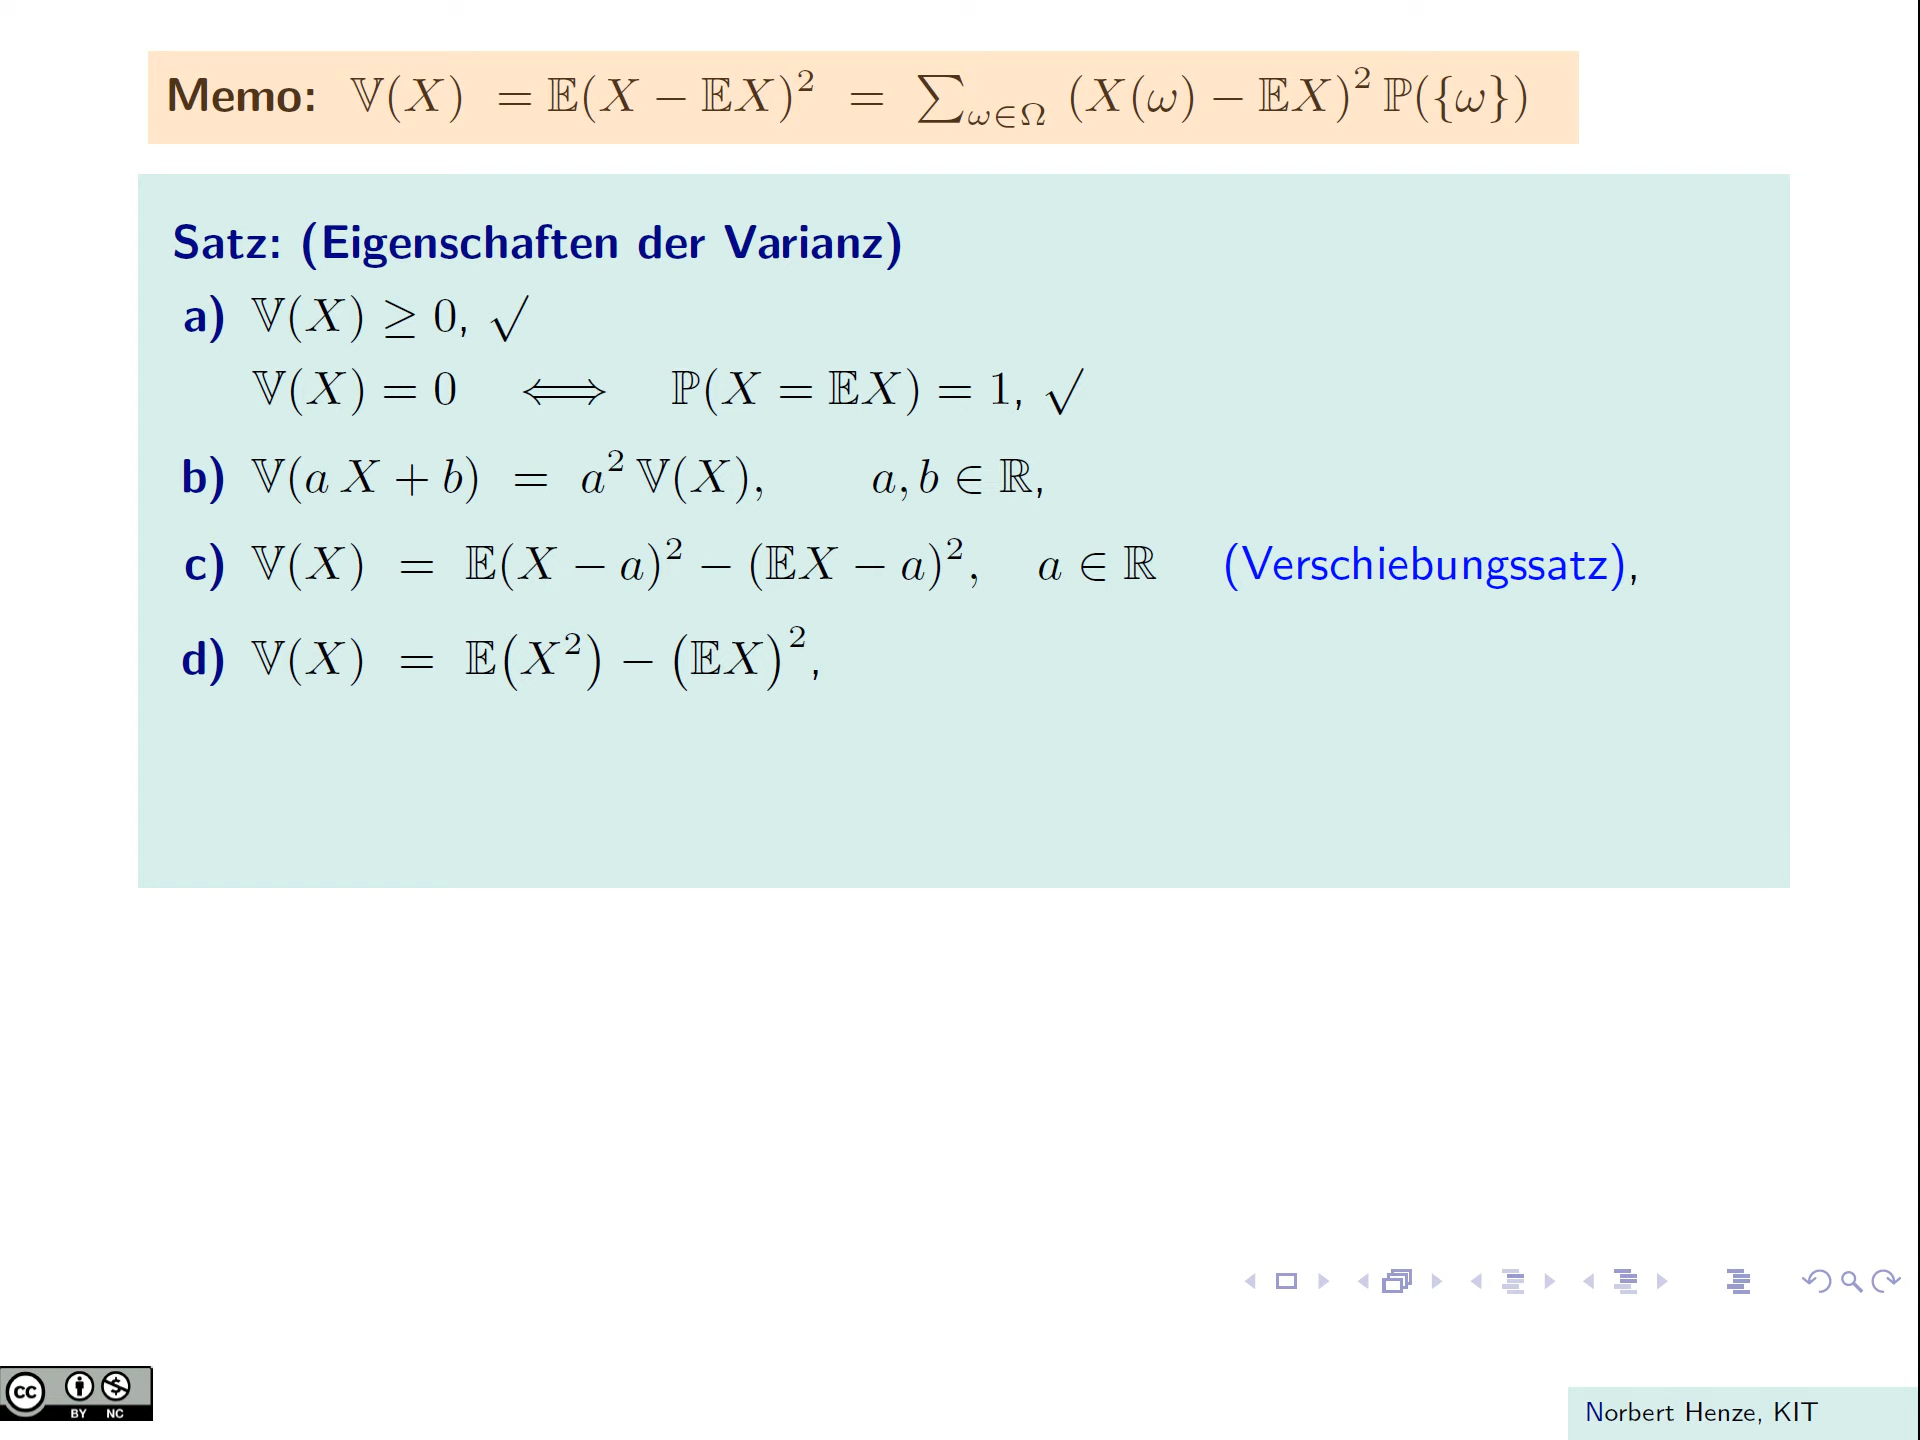 Memo: 𝕍(X) = 𝔼(X − 𝔼X)² = ∑_{ω∈Ω} (X(ω) − 𝔼X)² ℙ({ω})
Satz: (Eigenschaften der Varianz)
a) 𝕍(X) ≥ 0, √
𝕍(X) = 0 ⟺ ℙ(X = 𝔼X) = 1, √
b) 𝕍(a X + b) = a² 𝕍(X), a, b ∈ ℝ,
c) 𝕍(X) = 𝔼(X − a)² − (𝔼X − a)², a ∈ ℝ (Verschiebungssatz),
d) 𝕍(X) = 𝔼(X²) − (𝔼X)²,
cc BY NC
Norbert Henze, KIT